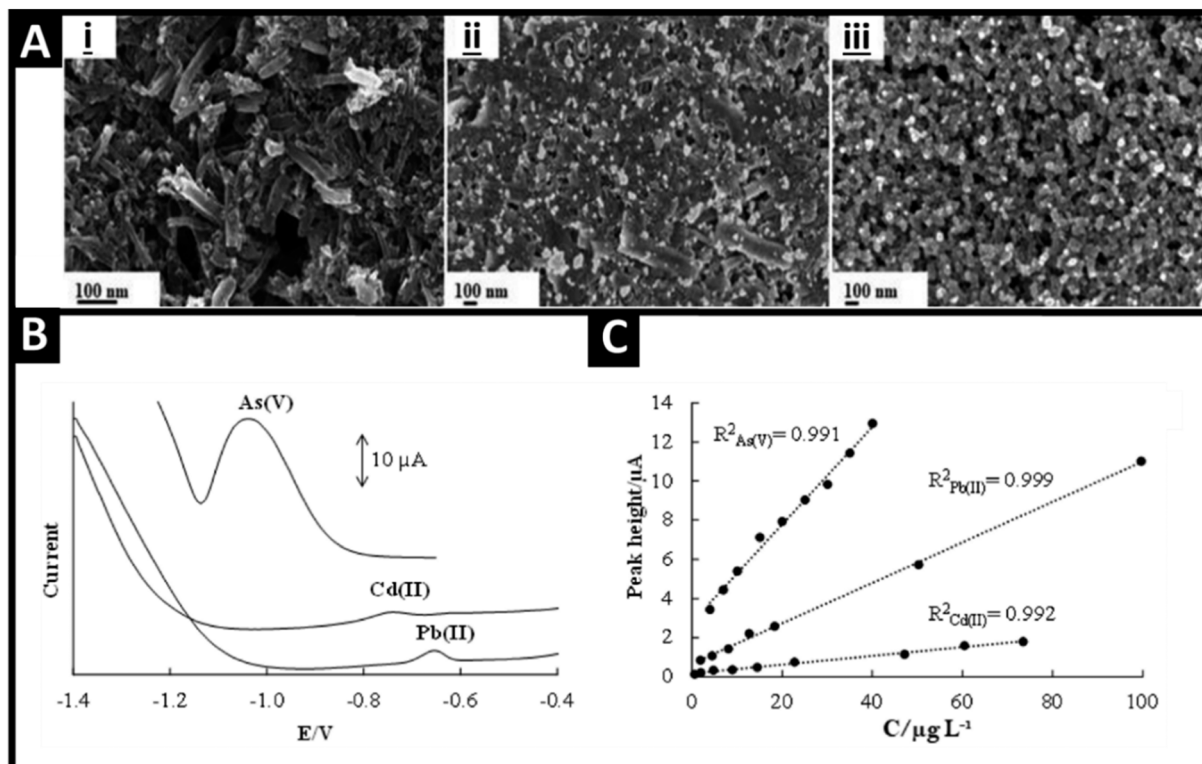 A
i
ii
iii
100 nm
100 nm
100 nm
B
As(V)
10 µA
Cd(II)
Pb(II)
Current
-1.4
-1.2
-1.0
-0.8
-0.6
-0.4
E/V
C
14
12
10
8
6
4
2
0
Peak height/µA
R²As(V)= 0.991
R²Pb(II)= 0.999
R²Cd(II)= 0.992
0
20
40
60
80
100
C/µg L⁻¹